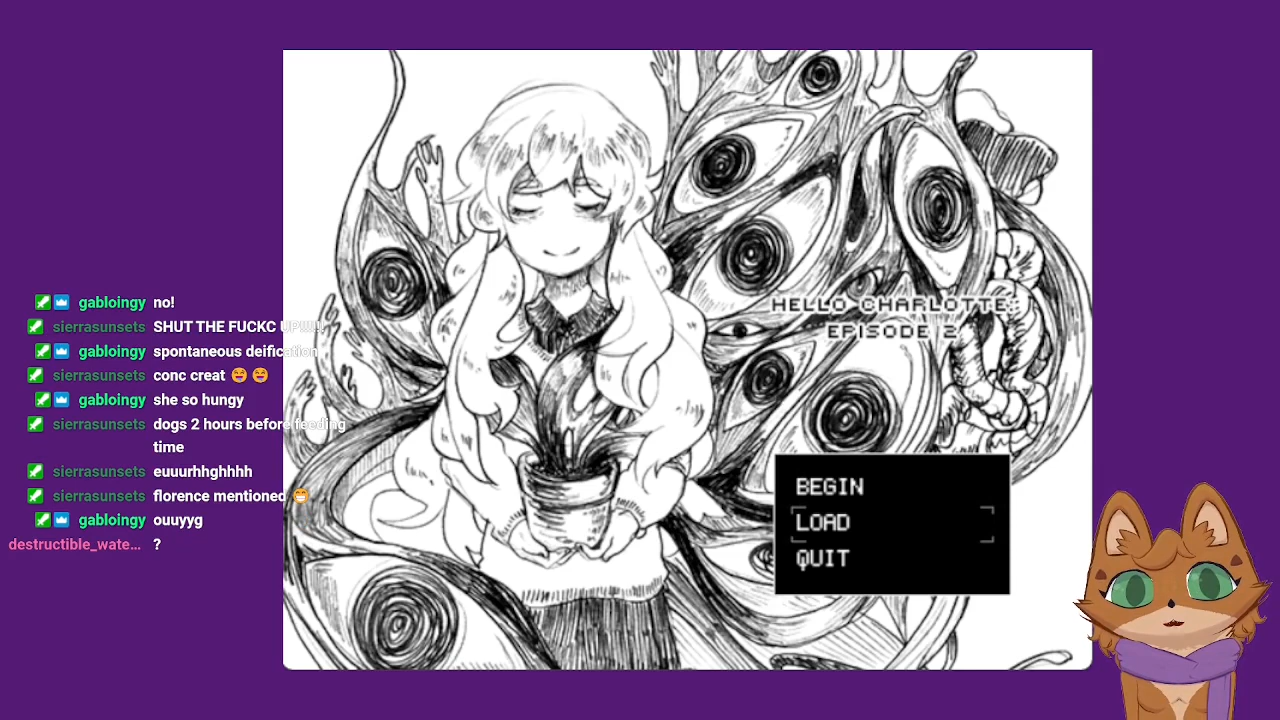 gabloingy no!
sierrasunsets SHUT THE FUCKC UP!!!!!!
gabloingy spontaneous deification
sierrasunsets conc creat 😄 😄
gabloingy she so hungy
sierrasunsets dogs 2 hours before feeding
time
sierrasunsets euuurhhghhhh
sierrasunsets florence mentioned 😁
gabloingy ouuyyg
destructible_wate… ?
HELLO CHARLOTTE:
EPISODE 2
BEGIN
LOAD
QUIT